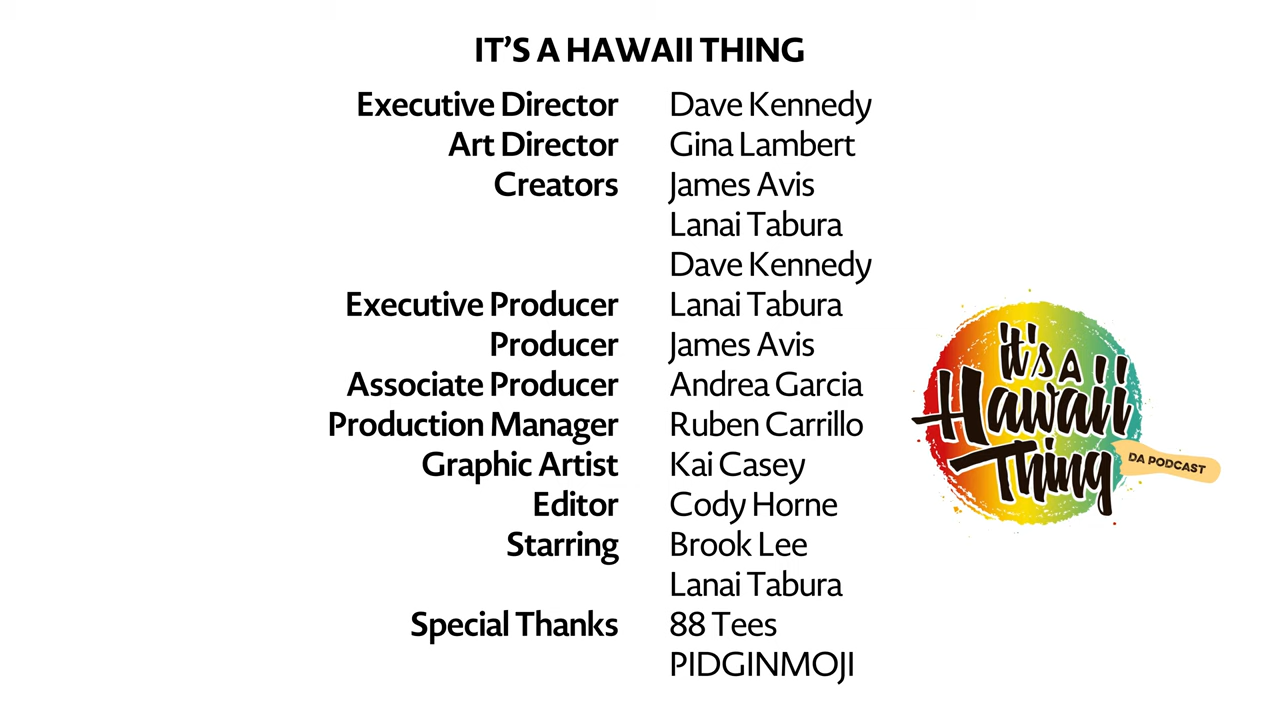 IT'S A HAWAII THING
Executive Director Dave Kennedy
Art Director Gina Lambert
Creators James Avis
Lanai Tabura
Dave Kennedy
Executive Producer Lanai Tabura
Producer James Avis
Associate Producer Andrea Garcia
Production Manager Ruben Carrillo
Graphic Artist Kai Casey
Editor Cody Horne
Starring Brook Lee
Lanai Tabura
Special Thanks 88 Tees
PIDGINMOJI
it's A
Hawaii
Thing
DA PODCAST